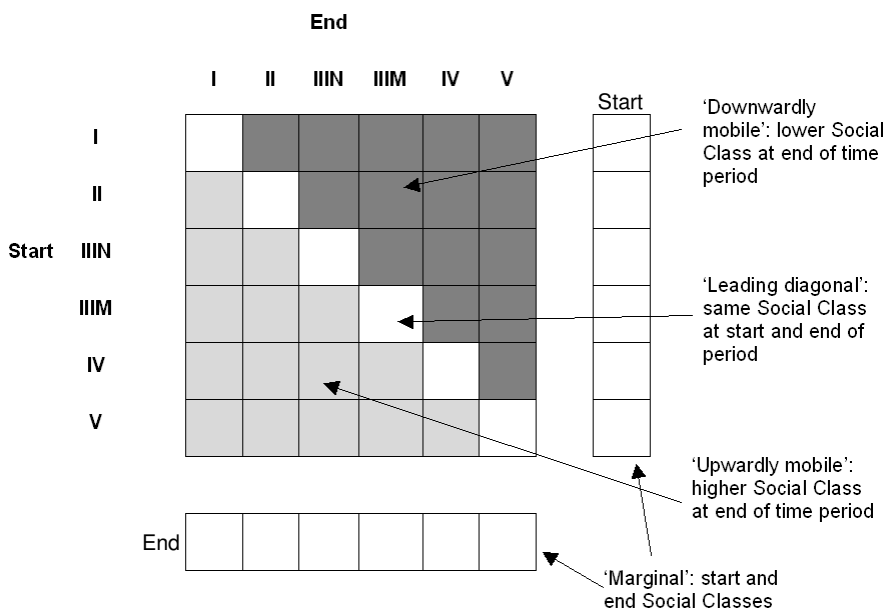 End
I II IIIN IIIM IV V
Start
I
II
Start IIIN
IIIM
IV
V
End
‘Downwardly
mobile’: lower Social
Class at end of time
period
‘Leading diagonal’:
same Social Class
at start and end of
period
‘Upwardly mobile’:
higher Social Class
at end of time period
‘Marginal’: start and
end Social Classes